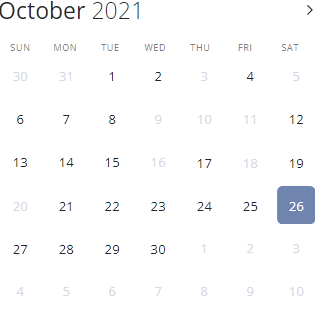 October 2021
SUN MON TUE WED THU FRI SAT
30 31 1 2 3 4 5
6 7 8 9 10 11 12
13 14 15 16 17 18 19
20 21 22 23 24 25 26
27 28 29 30 1 2 3
4 5 6 7 8 9 10